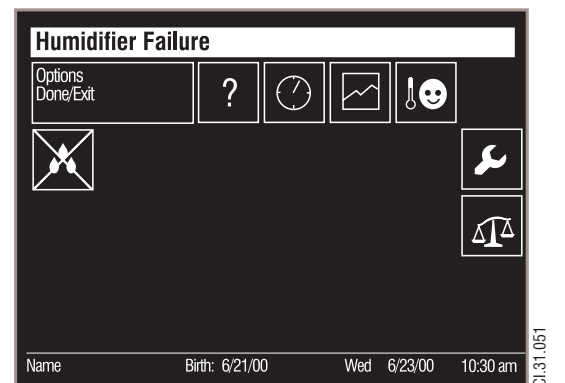 Humidifier Failure
Options
Done/Exit
?
Name Birth: 6/21/00 Wed 6/23/00 10:30 am
CI.31.051